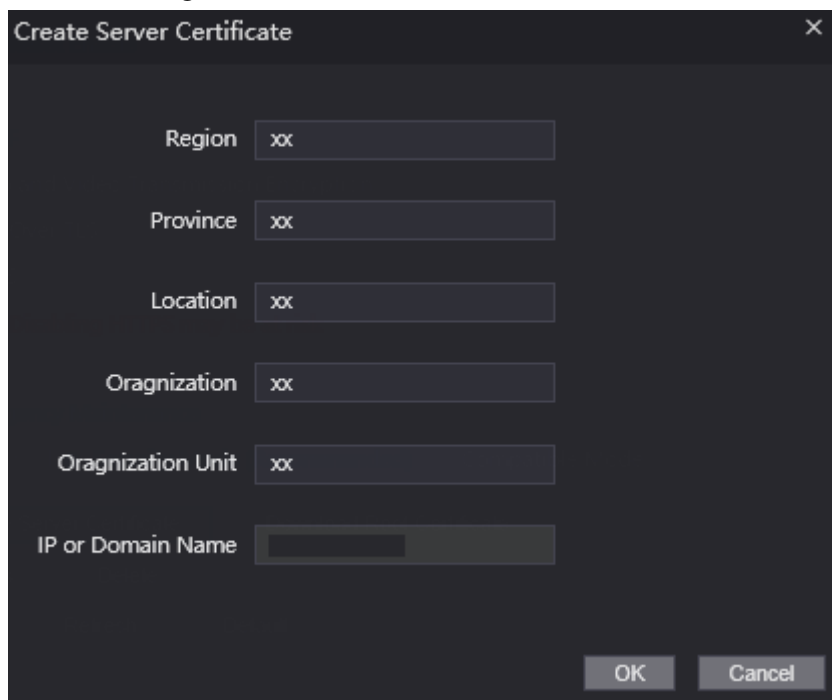 Create Server Certificate ×
Region xx
Province xx
Location xx
Oragnization xx
Oragnization Unit xx
IP or Domain Name
OK Cancel